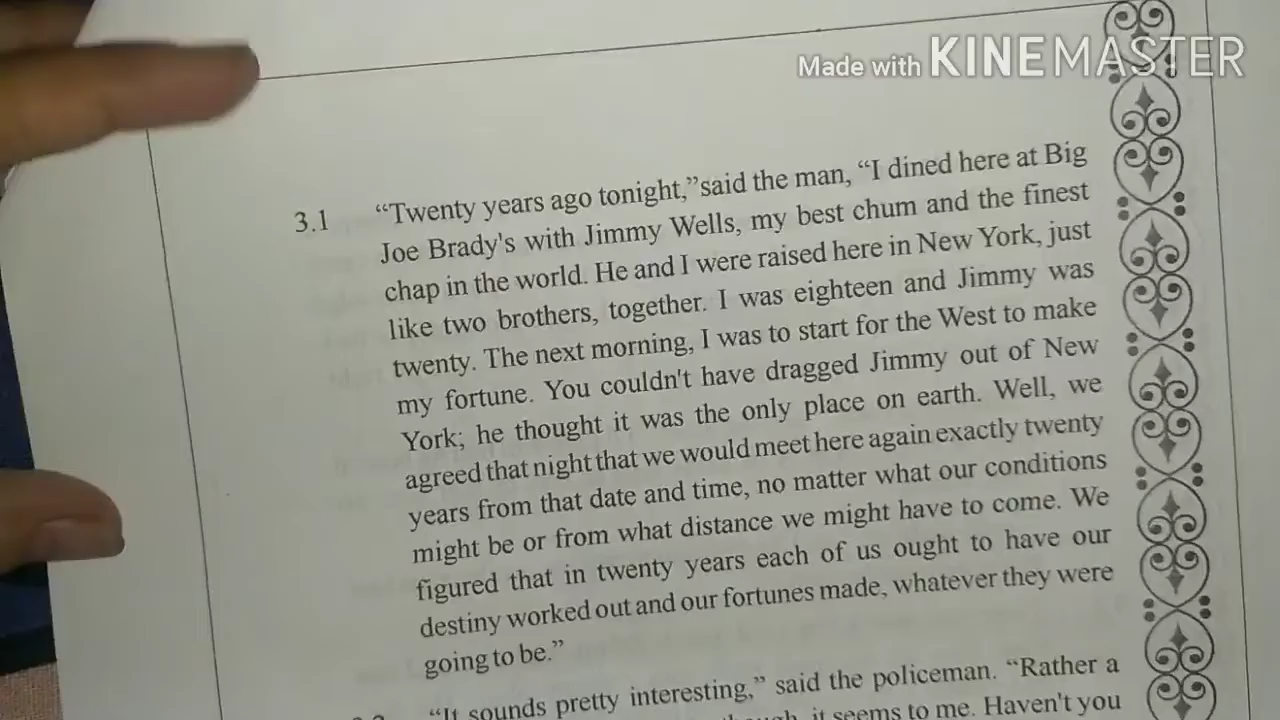 Made with KINEMASTER
3.1 “Twenty years ago tonight,”said the man, “I dined here at Big
Joe Brady's with Jimmy Wells, my best chum and the finest
chap in the world. He and I were raised here in New York, just
like two brothers, together. I was eighteen and Jimmy was
twenty. The next morning, I was to start for the West to make
my fortune. You couldn't have dragged Jimmy out of New
York; he thought it was the only place on earth. Well, we
agreed that night that we would meet here again exactly twenty
years from that date and time, no matter what our conditions
might be or from what distance we might have to come. We
figured that in twenty years each of us ought to have our
destiny worked out and our fortunes made, whatever they were
going to be.”
“It sounds pretty interesting,” said the policeman. “Rather a
it seems to me. Haven't you